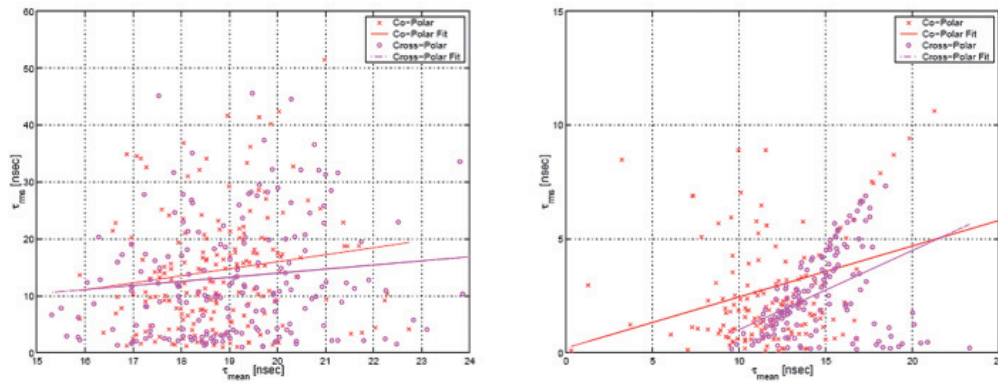 60
50
40
30
20
10
0
15
16
17
18
19
20
21
22
23
24
τrms [nsec]
τmean [nsec]
Co-Polar
Co-Polar Fit
Cross-Polar
Cross-Polar Fit
15
10
5
0
0
5
10
15
20
25
τrms [nsec]
τmean [nsec]
Co-Polar
Co-Polar Fit
Cross-Polar
Cross-Polar Fit